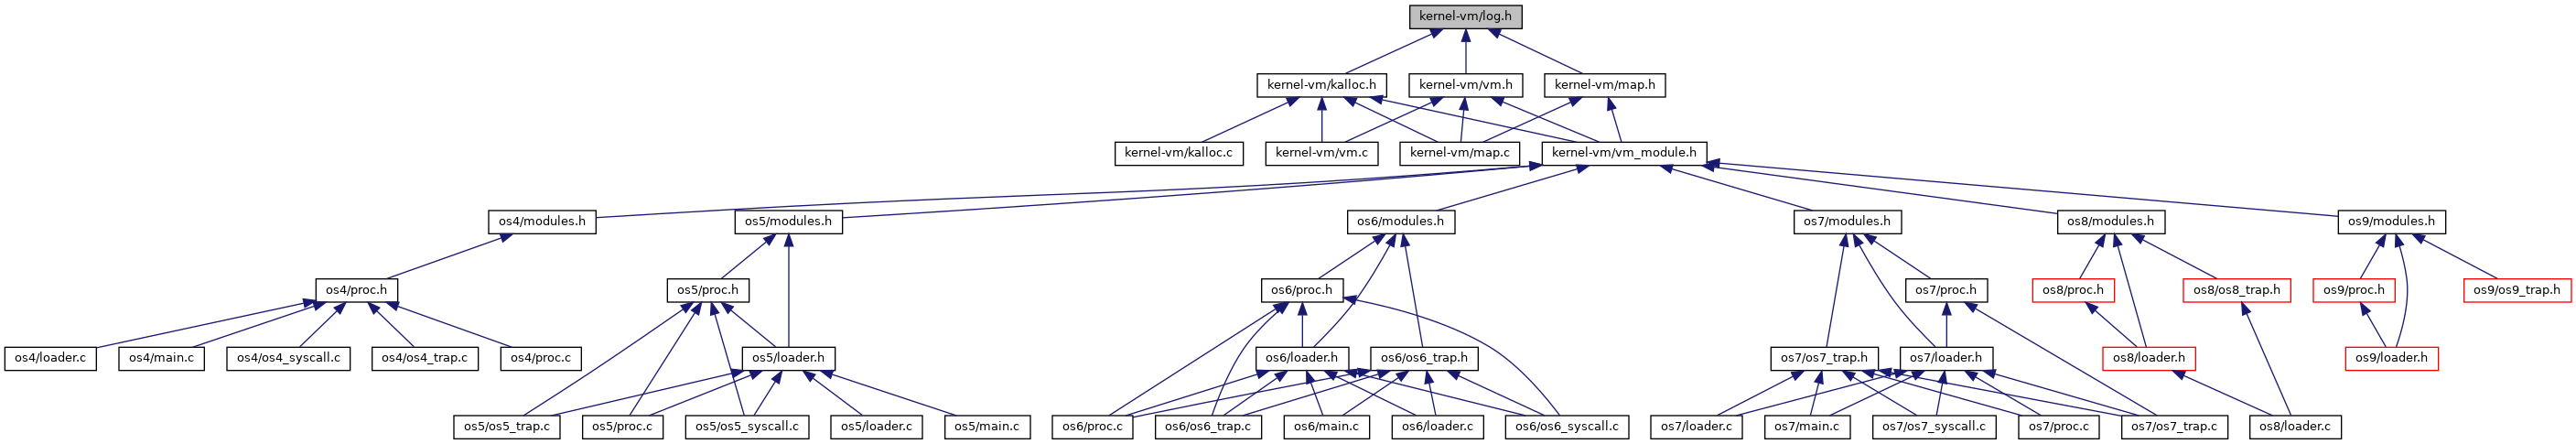 kernel-vm/log.h
kernel-vm/kalloc.h
kernel-vm/vm.h
kernel-vm/map.h
kernel-vm/kalloc.c
kernel-vm/vm.c
kernel-vm/map.c
kernel-vm/vm_module.h
os4/modules.h
os5/modules.h
os6/modules.h
os7/modules.h
os8/modules.h
os9/modules.h
os4/proc.h
os5/proc.h
os6/proc.h
os7/proc.h
os8/proc.h
os8/os8_trap.h
os9/proc.h
os9/os9_trap.h
os4/loader.c
os4/main.c
os4/os4_syscall.c
os4/os4_trap.c
os4/proc.c
os5/loader.h
os6/loader.h
os6/os6_trap.h
os7/os7_trap.h
os7/loader.h
os8/loader.h
os9/loader.h
os5/os5_trap.c
os5/proc.c
os5/os5_syscall.c
os5/loader.c
os5/main.c
os6/proc.c
os6/os6_trap.c
os6/main.c
os6/loader.c
os6/os6_syscall.c
os7/loader.c
os7/main.c
os7/os7_syscall.c
os7/proc.c
os7/os7_trap.c
os8/loader.c